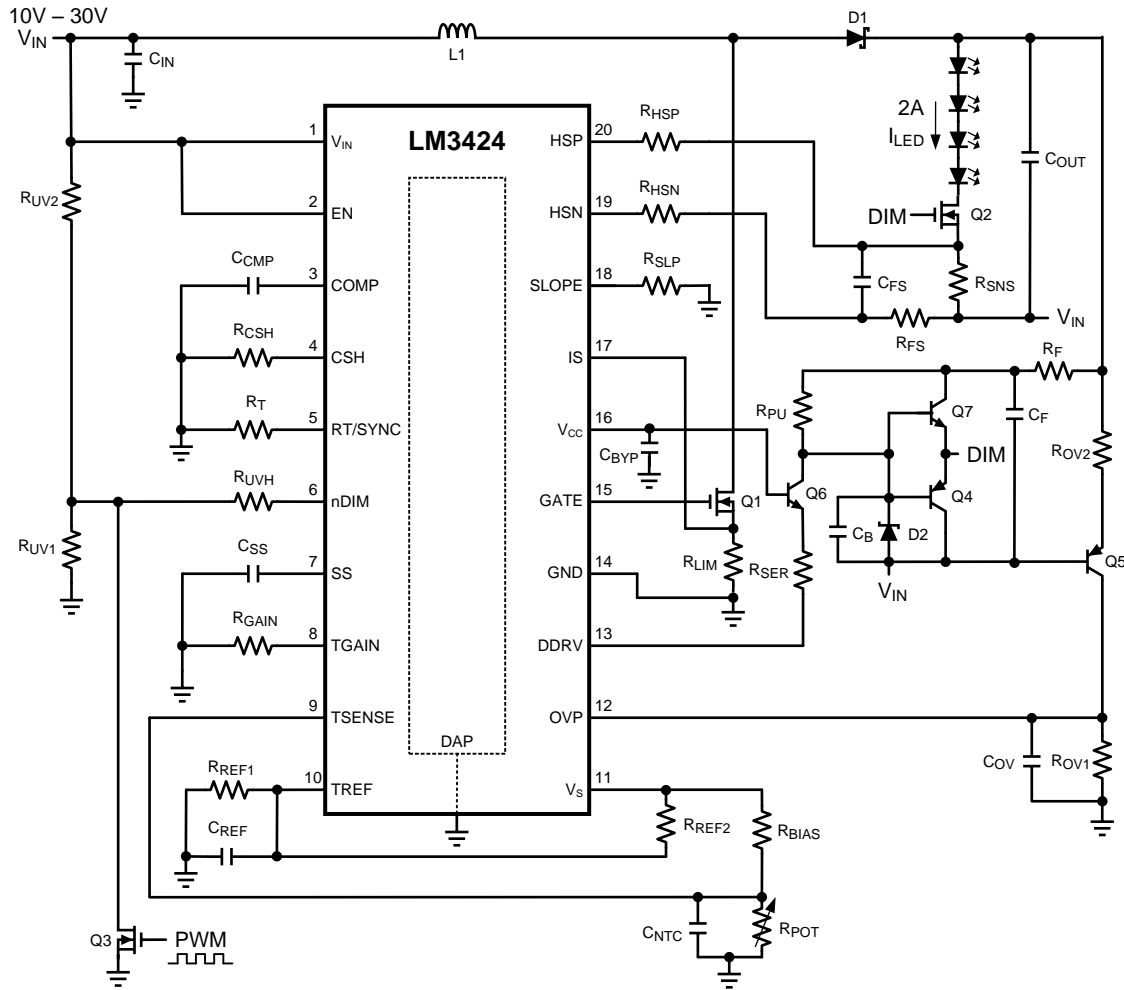 10V – 30V
VIN
CIN
L1
D1
2A
ILED
COUT
LM3424
1
VIN
HSP
20
RHSP
RUV2
2
EN
HSN
19
RHSN
DIM
Q2
CCMP
3
COMP
SLOPE
18
RSLP
CFS
RSNS
VIN
RFS
RCSH
4
CSH
IS
17
RF
RT
5
RT/SYNC
VCC
16
CBYP
RPU
Q7
CF
DIM
ROV2
RUVH
6
nDIM
GATE
15
Q1
Q6
Q4
CB
D2
RUV1
CSS
7
SS
GND
14
RLIM
RSER
VIN
Q5
RGAIN
8
TGAIN
DDRV
13
9
TSENSE
OVP
12
COV
ROV1
DAP
RREF1
10
TREF
VS
11
CREF
RREF2
RBIAS
Q3
PWM
CNTC
RPOT